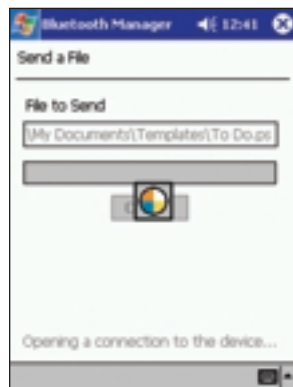 Bluetooth Manager 12:41
Send a File
File to Send
\My Documents\Templates\To Do.ps
Opening a connection to the device...